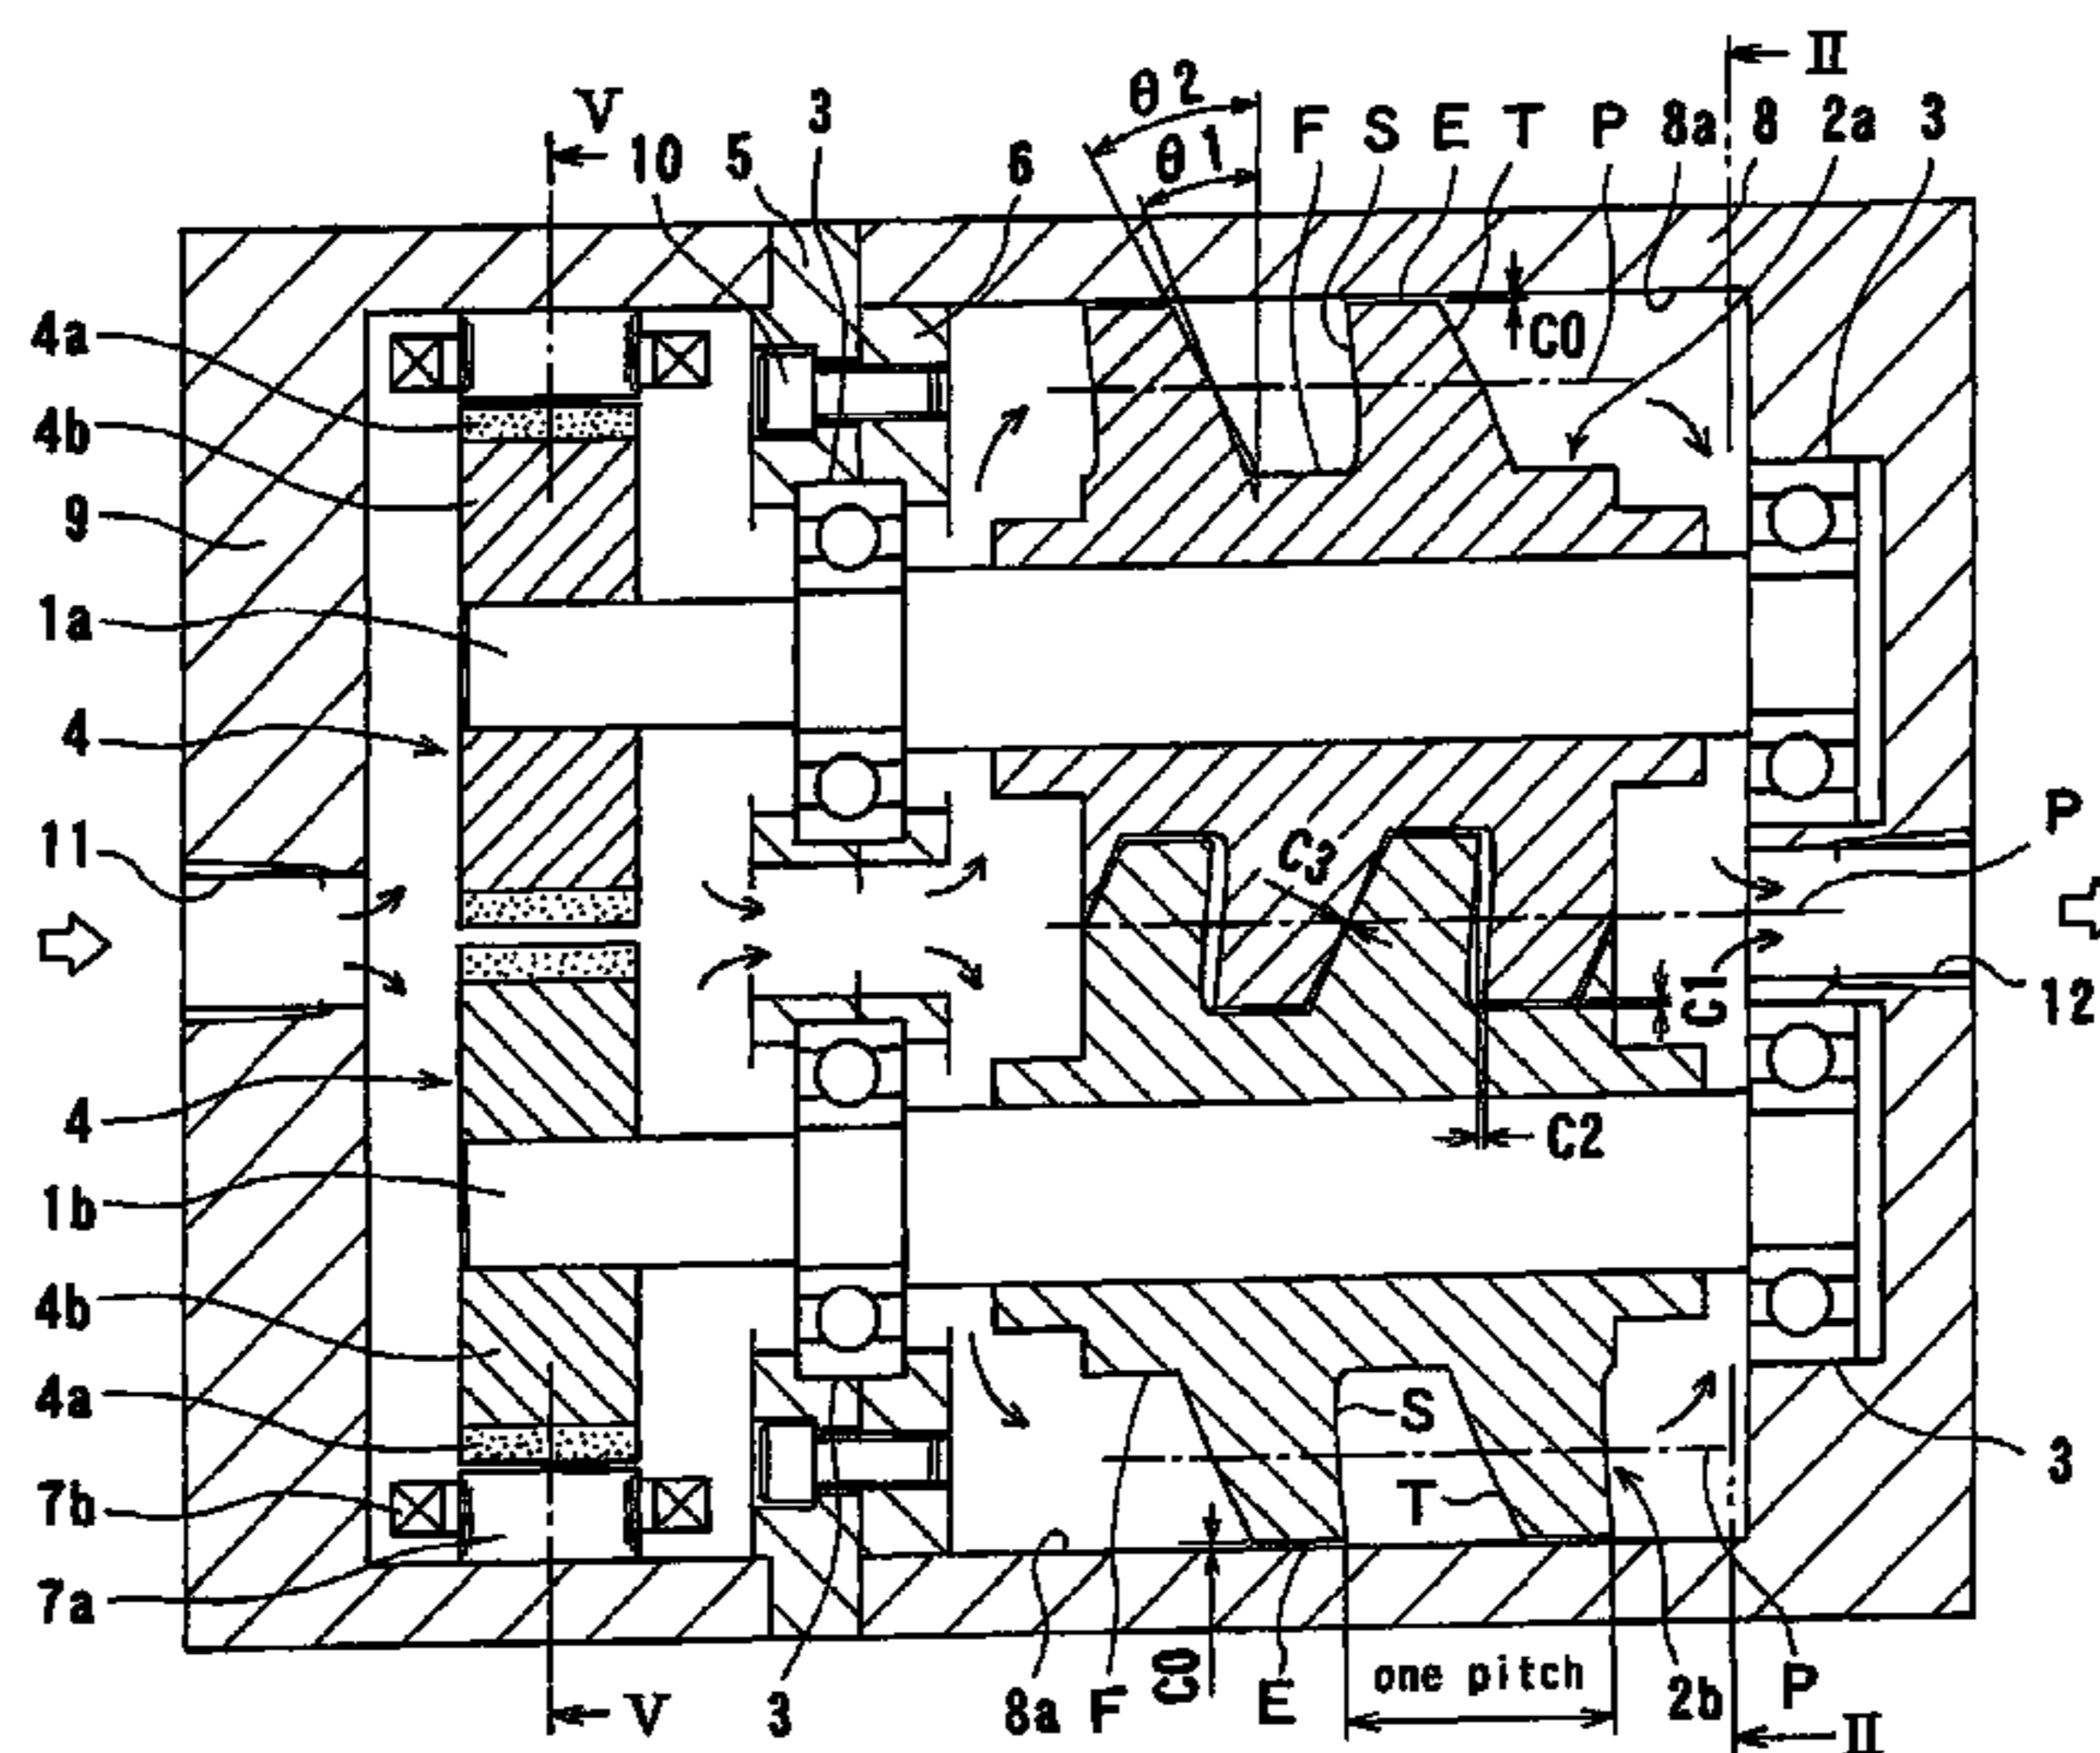 II
θ2
V
3
F S E T P 8a 8 2a 3
10 5 6
θ1
4a
C0
4b
9
1a
4
11
C3
P
C1
12
4
C2
1b
4b
4a
S
3
7b
T
7a
C0
one pitch
V
3
8a F
E
2b
P
II